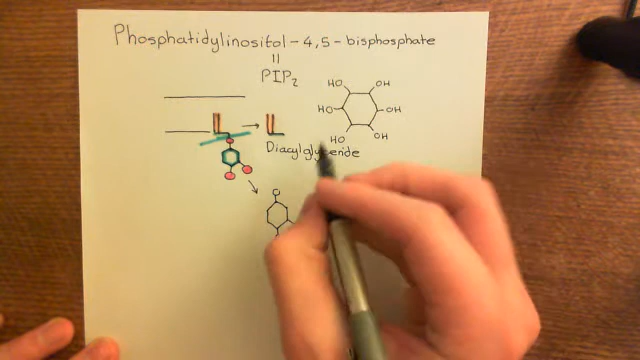 Phosphatidylinositol - 4,5 - bisphosphate
=
PIP2
HO OH
HO OH
HO OH
Diacylglyceride